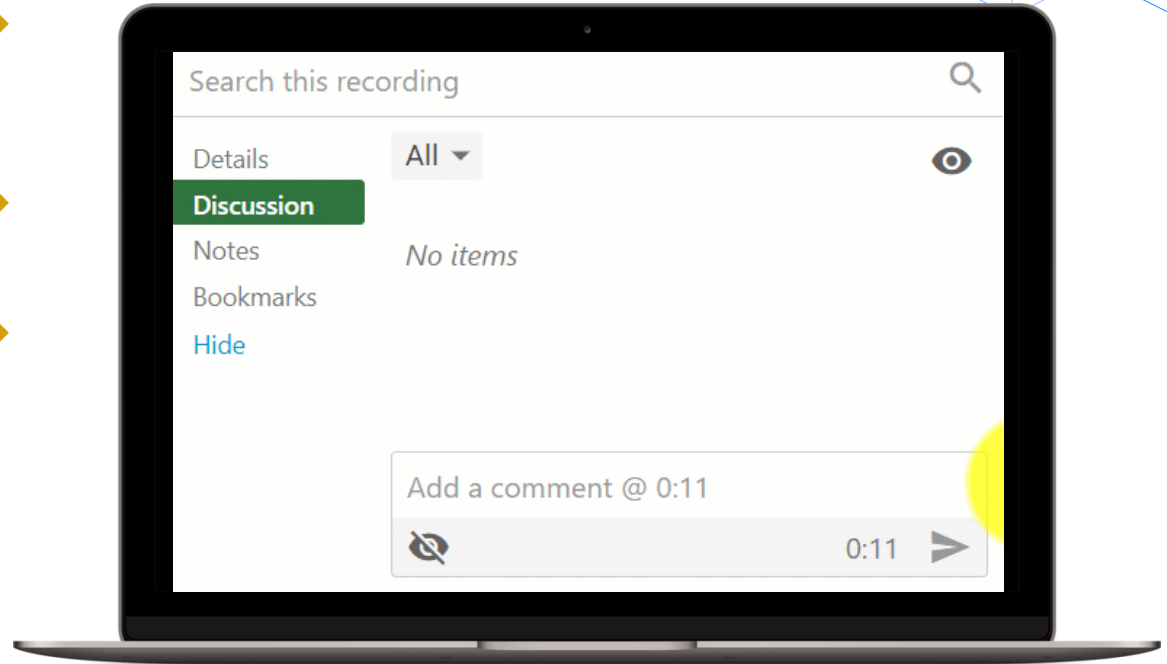 Search this recording
Details
Discussion
Notes
Bookmarks
Hide
All
No items
Add a comment @ 0:11
0:11